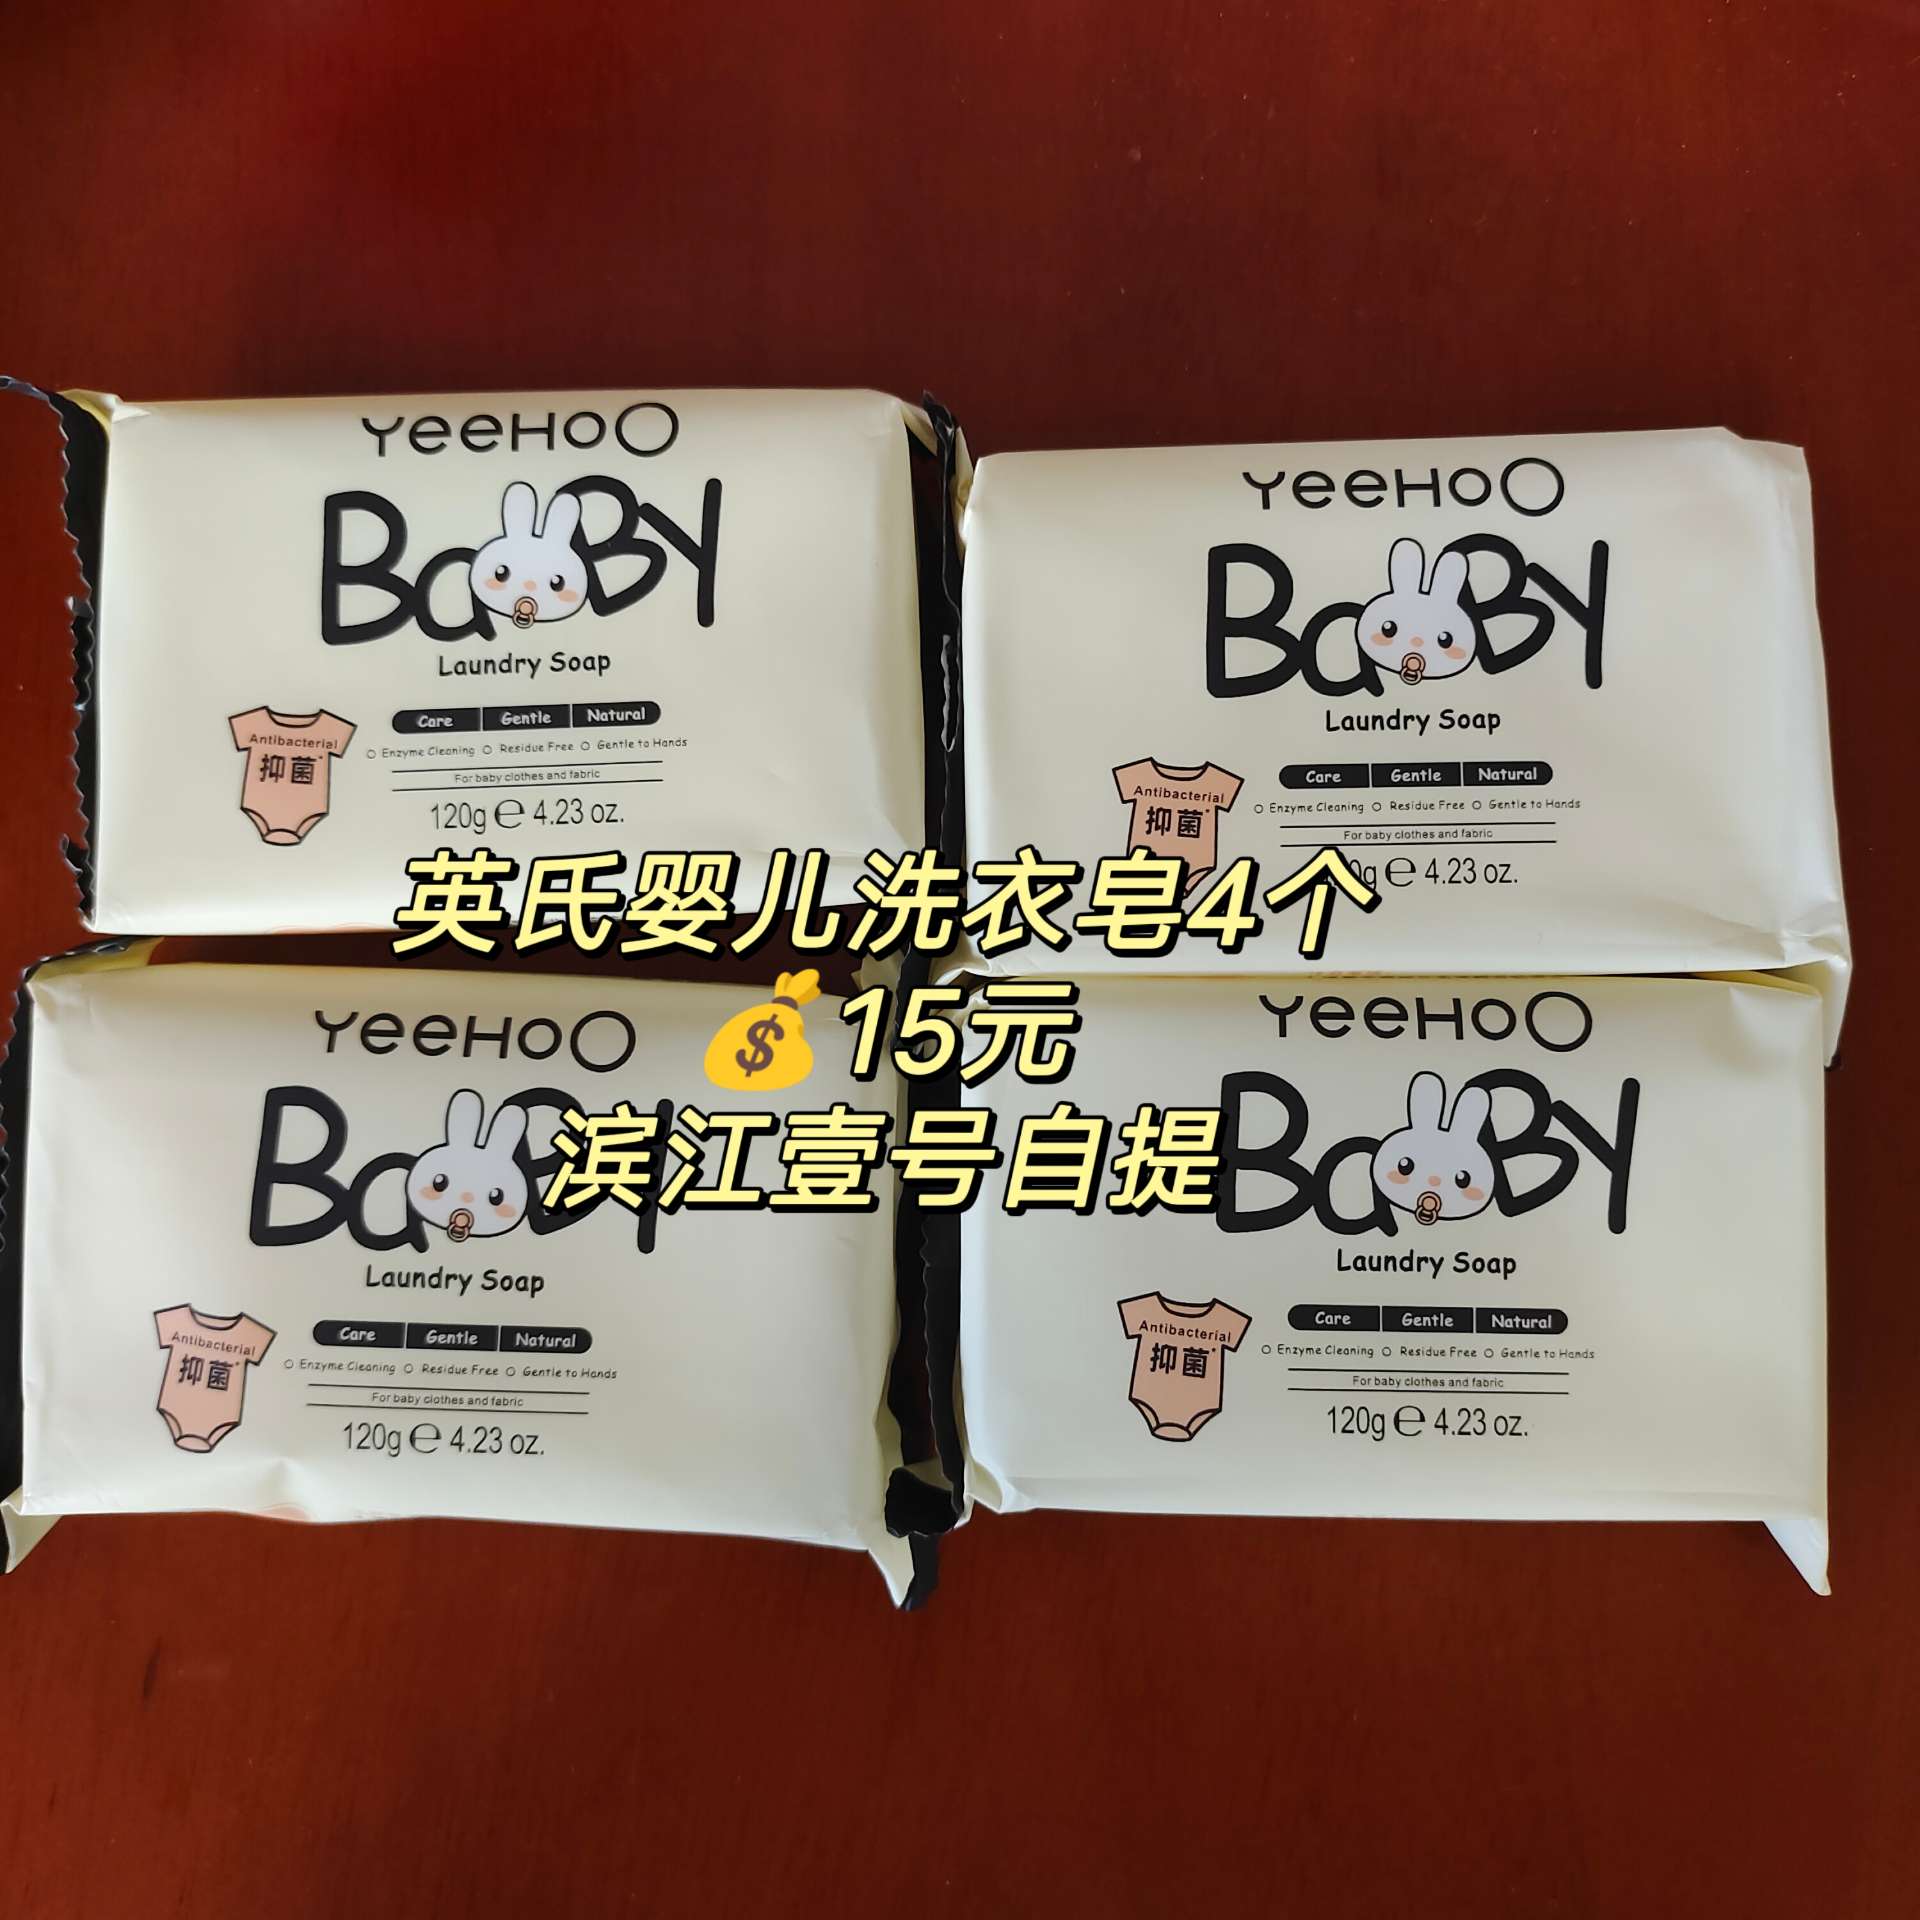 YeeHoO
BaBy
Laundry Soap
Care Gentle Natural
Antibacterial
抑菌*
Enzyme Cleaning Residue Free Gentle to Hands
For baby clothes and fabric
120g ℮ 4.23 oz.
YeeHoO
BaBy
Laundry Soap
Care Gentle Natural
Antibacterial
抑菌*
Enzyme Cleaning Residue Free Gentle to Hands
For baby clothes and fabric
℮ 4.23 oz.
英氏婴儿洗衣皂4个
💰15元
滨江壹号自提
YeeHoO
BaBy
Laundry Soap
Care Gentle Natural
Antibacterial
抑菌*
Enzyme Cleaning Residue Free Gentle to Hands
For baby clothes and fabric
120g ℮ 4.23 oz.
YeeHoO
BaBy
Laundry Soap
Care Gentle Natural
Antibacterial
抑菌*
Enzyme Cleaning Residue Free Gentle to Hands
For baby clothes and fabric
120g ℮ 4.23 oz.